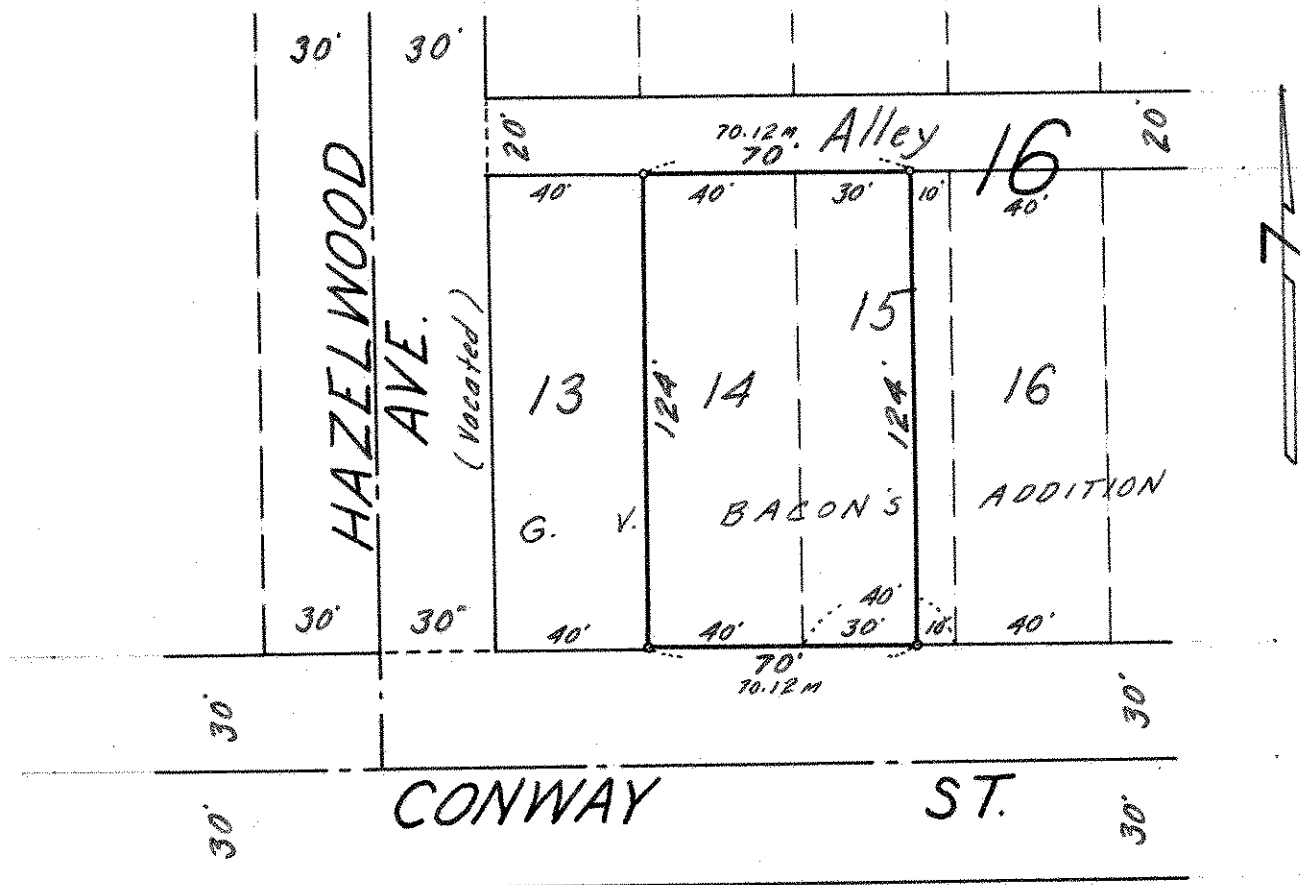 30' 30'
20' 70.12 m. Alley 16 20'
70'
40' 40' 30' 10' 40'
HAZELWOOD
AVE.
(Vacated)
15
13 124' 14 124' 16
G. V. BACON'S ADDITION
40'
30' 30' 40' 40' 30' 10' 40'
70'
70.12 M
30' 30'
CONWAY ST.
30' 30'